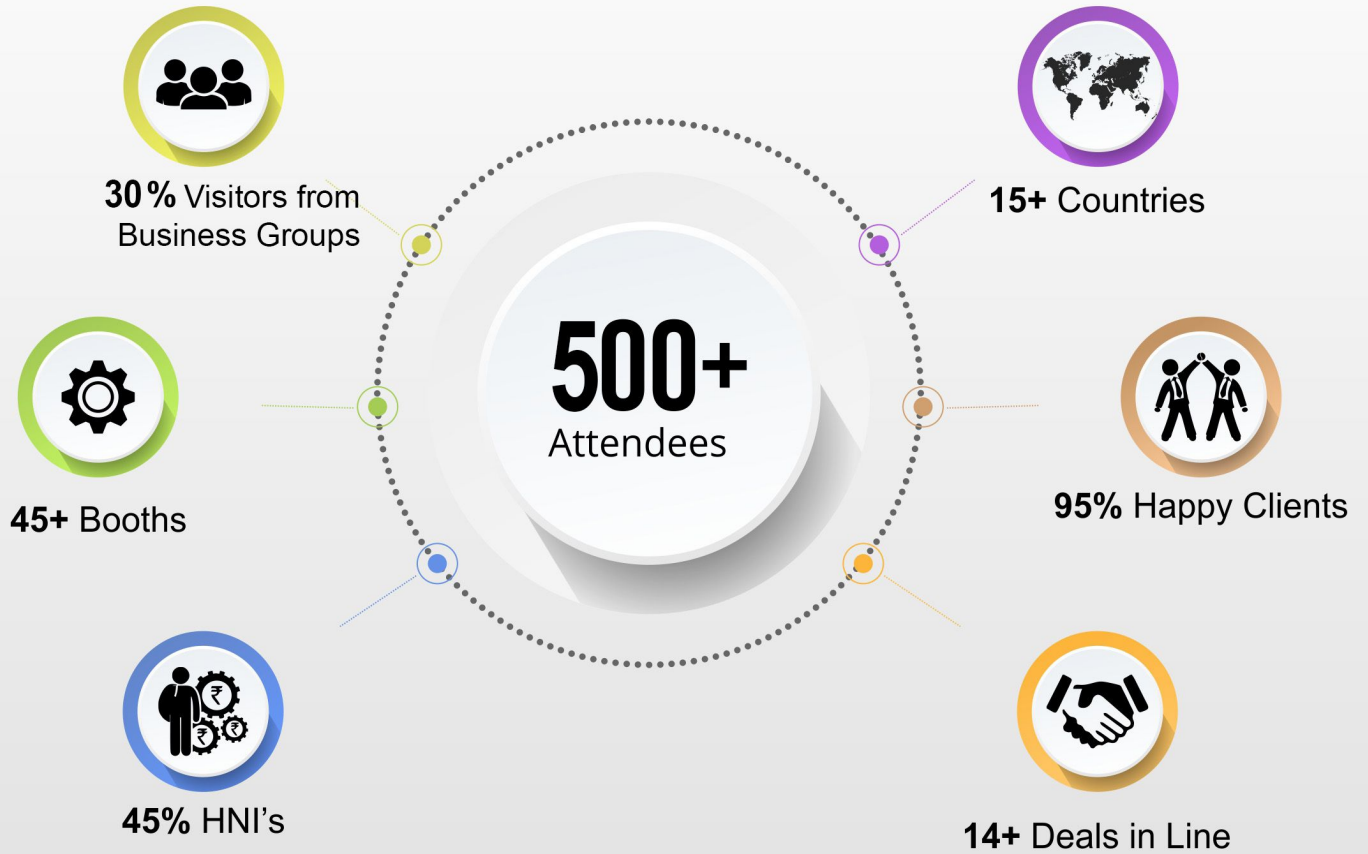 30% Visitors from
Business Groups
15+ Countries
500+
Attendees
45+ Booths
95% Happy Clients
₹
₹
₹
45% HNI's
14+ Deals in Line